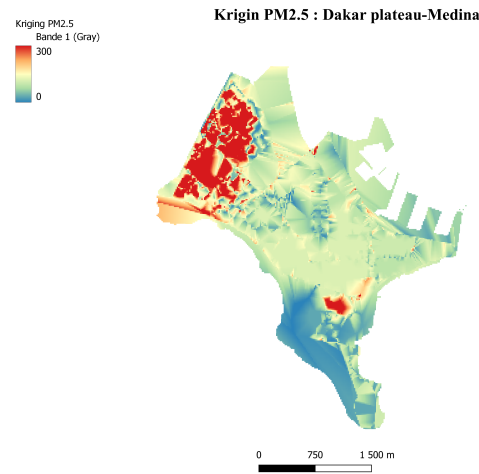 Krigin PM2.5 : Dakar plateau-Medina
Kriging PM2.5
Bande 1 (Gray)
300
0
0 750 1 500 m